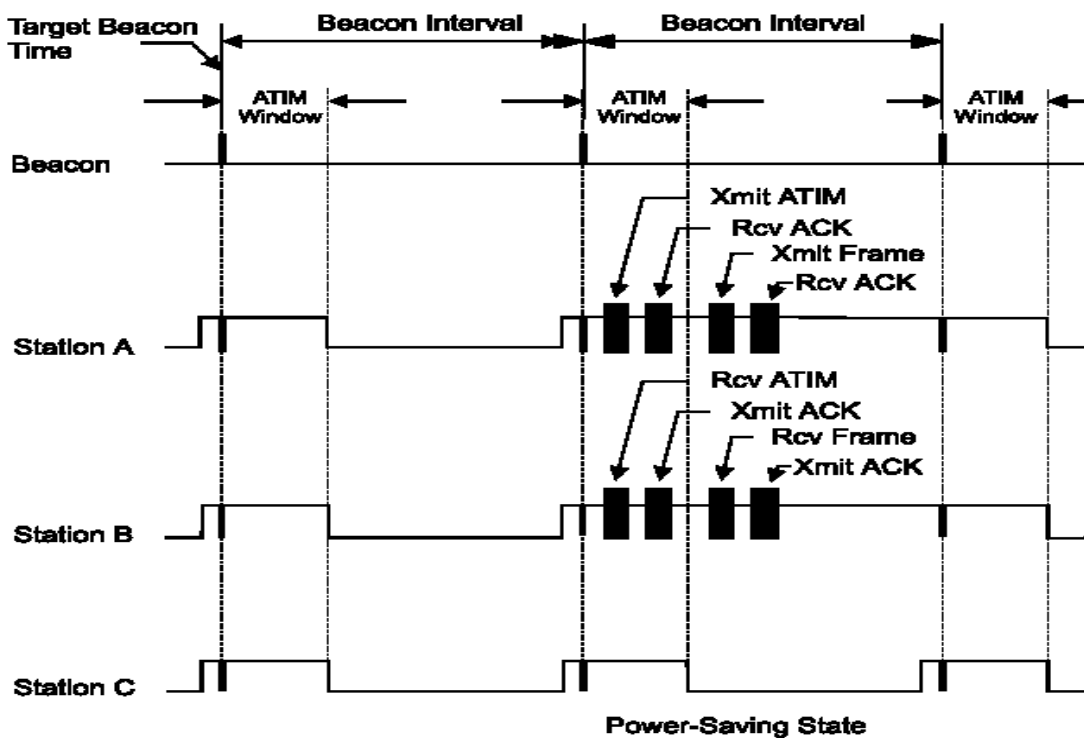 Target Beacon
Time
Beacon Interval
Beacon Interval
ATIM
Window
ATIM
Window
ATIM
Window
Beacon
Xmit ATIM
Rcv ACK
Xmit Frame
Rcv ACK
Station A
Rcv ATIM
Xmit ACK
Rcv Frame
Xmit ACK
Station B
Station C
Power-Saving State